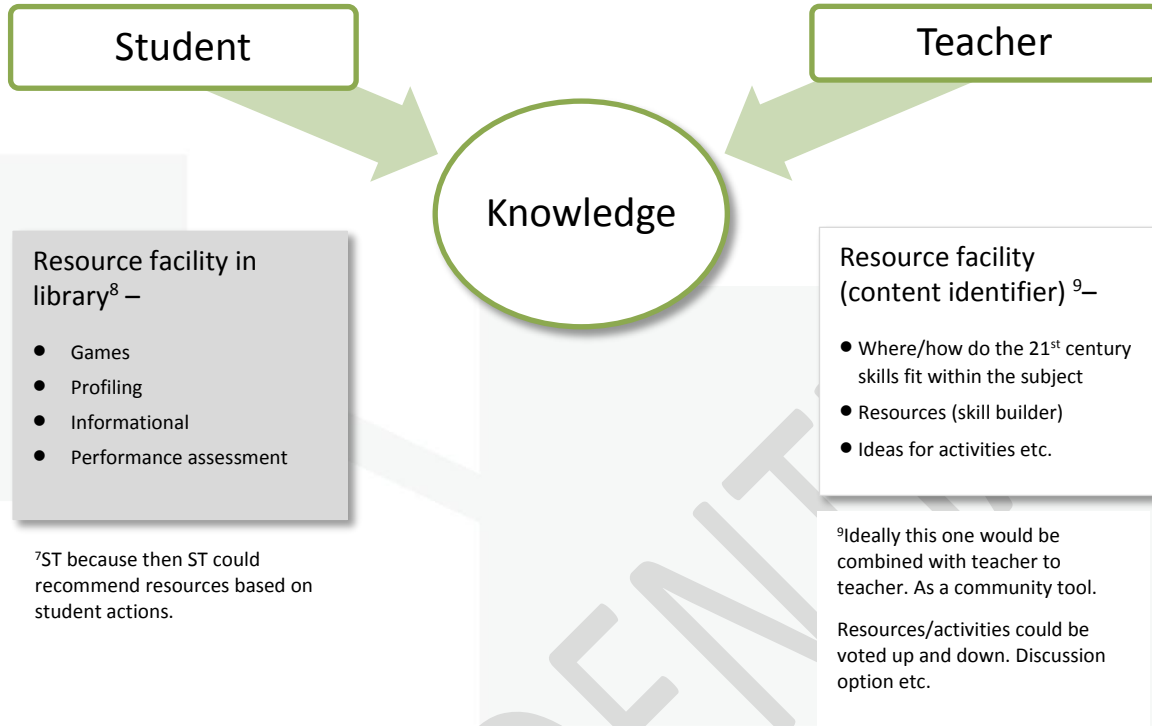 Student
Teacher
Knowledge
Resource facility in
library⁸ –
● Games
● Profiling
● Informational
● Performance assessment
⁷ST because then ST could
recommend resources based on
student actions.
Resource facility
(content identifier) ⁹–
● Where/how do the 21ˢᵗ century
skills fit within the subject
● Resources (skill builder)
● Ideas for activities etc.
⁹Ideally this one would be
combined with teacher to
teacher. As a community tool.
Resources/activities could be
voted up and down. Discussion
option etc.